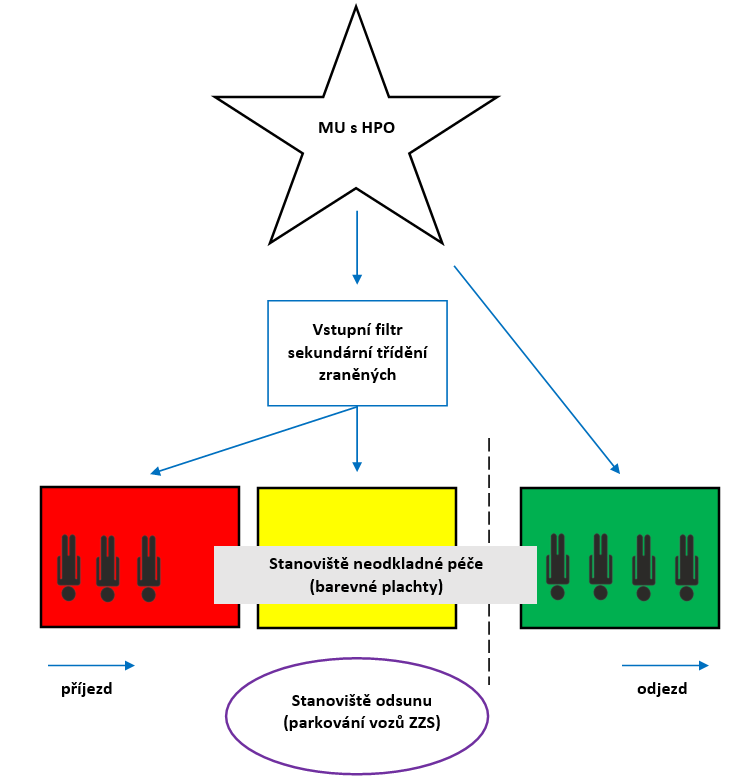 MU s HPO
Vstupní filtr
sekundární třídění
zraněných
Stanoviště neodkladné péče
(barevné plachty)
příjezd
odjezd
Stanoviště odsunu
(parkování vozů ZZS)